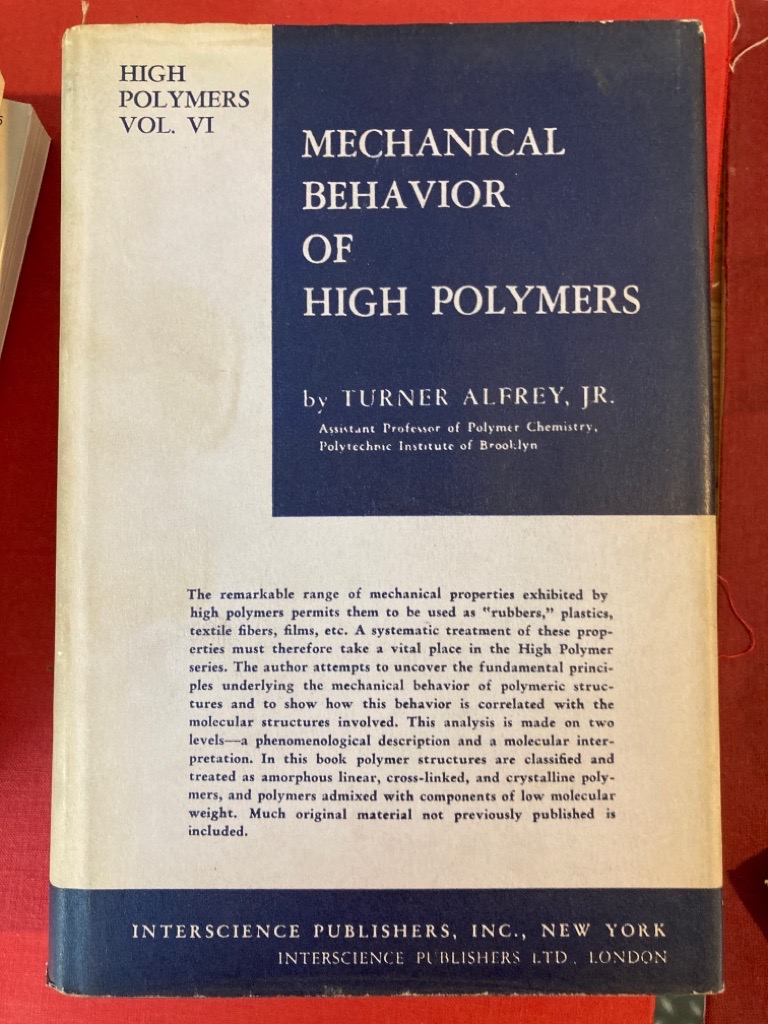 HIGH
POLYMERS
VOL. VI
MECHANICAL
BEHAVIOR
OF
HIGH POLYMERS
by TURNER ALFREY, JR.
Assistant Professor of Polymer Chemistry,
Polytechnic Institute of Brooklyn
The remarkable range of mechanical properties exhibited by
high polymers permits them to be used as "rubbers," plastics,
textile fibers, films, etc. A systematic treatment of these prop-
erties must therefore take a vital place in the High Polymer
series. The author attempts to uncover the fundamental princi-
ples underlying the mechanical behavior of polymeric struc-
tures and to show how this behavior is correlated with the
molecular structures involved. This analysis is made on two
levels—a phenomenological description and a molecular inter-
pretation. In this book polymer structures are classified and
treated as amorphous linear, cross-linked, and crystalline poly-
mers, and polymers admixed with components of low molecular
weight. Much original material not previously published is
included.
INTERSCIENCE PUBLISHERS, INC., NEW YORK
INTERSCIENCE PUBLISHERS LTD., LONDON